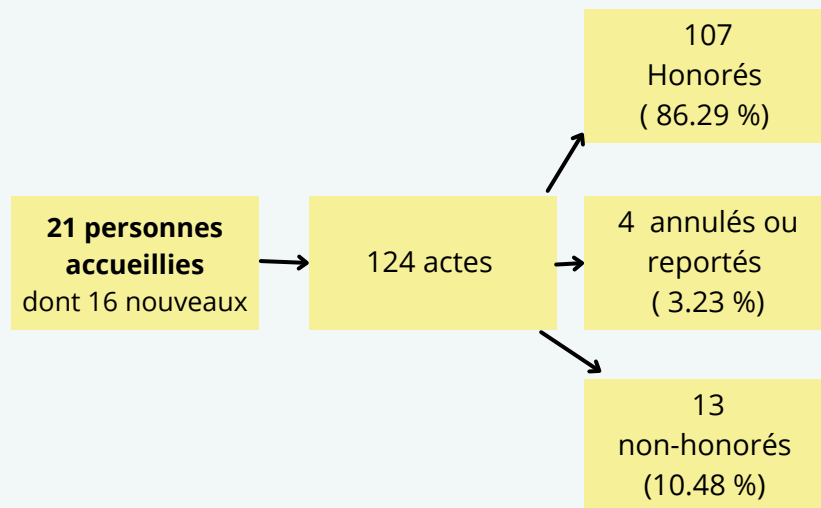 21 personnes
accueillies
dont 16 nouveaux
124 actes
107
Honorés
( 86.29 %)
4  annulés ou
reportés
( 3.23 %)
13
non-honorés
(10.48 %)